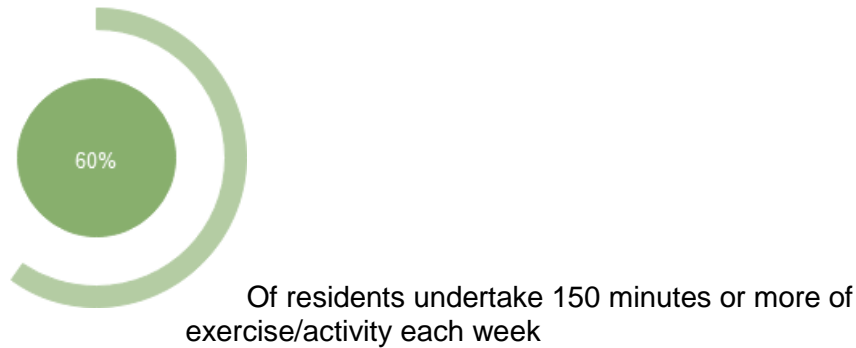 60%
Of residents undertake 150 minutes or more of
exercise/activity each week